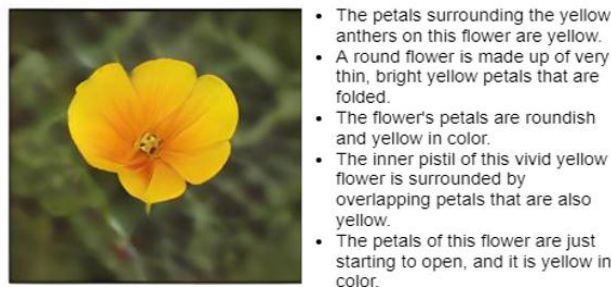 • The petals surrounding the yellow
anthers on this flower are yellow.
• A round flower is made up of very
thin, bright yellow petals that are
folded.
• The flower's petals are roundish
and yellow in color.
• The inner pistil of this vivid yellow
flower is surrounded by
overlapping petals that are also
yellow.
• The petals of this flower are just
starting to open, and it is yellow in
color.